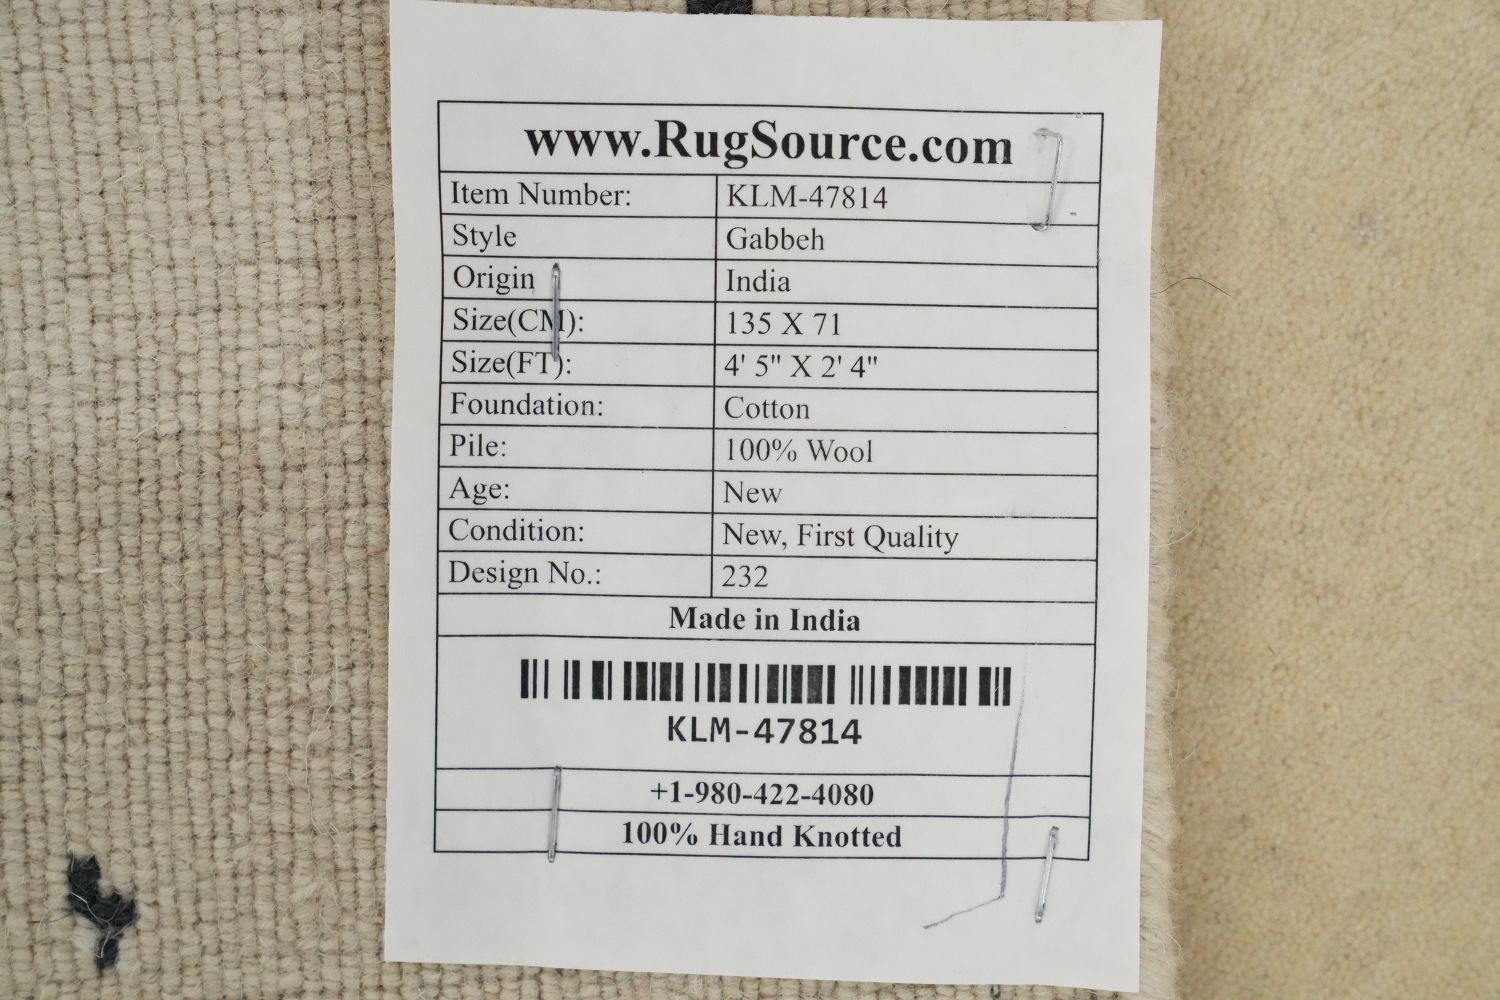 www.RugSource.com
Item Number: KLM-47814
Style Gabbeh
Origin India
Size(CM): 135 X 71
Size(FT): 4' 5" X 2' 4"
Foundation: Cotton
Pile: 100% Wool
Age: New
Condition: New, First Quality
Design No.: 232
Made in India
KLM-47814
+1-980-422-4080
100% Hand Knotted